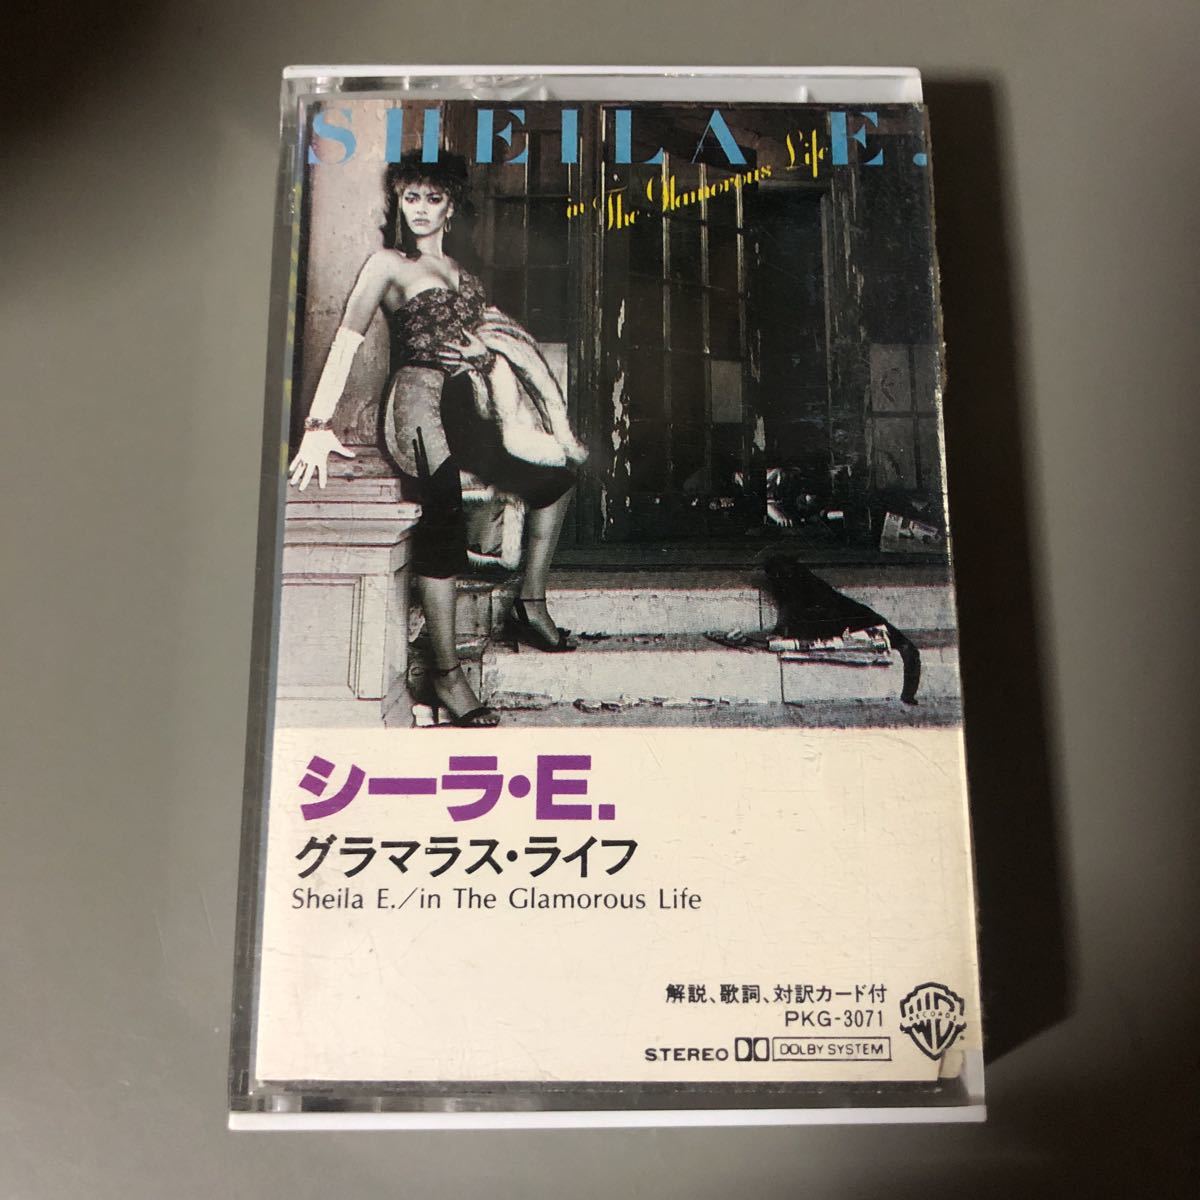 SHEILA E.
in The Glamorous Life
シーラ・E.
グラマラス・ライフ
Sheila E./in The Glamorous Life
解説、歌詞、対訳カード付
PKG-3071
RECORDS
STEREO DOLBY SYSTEM